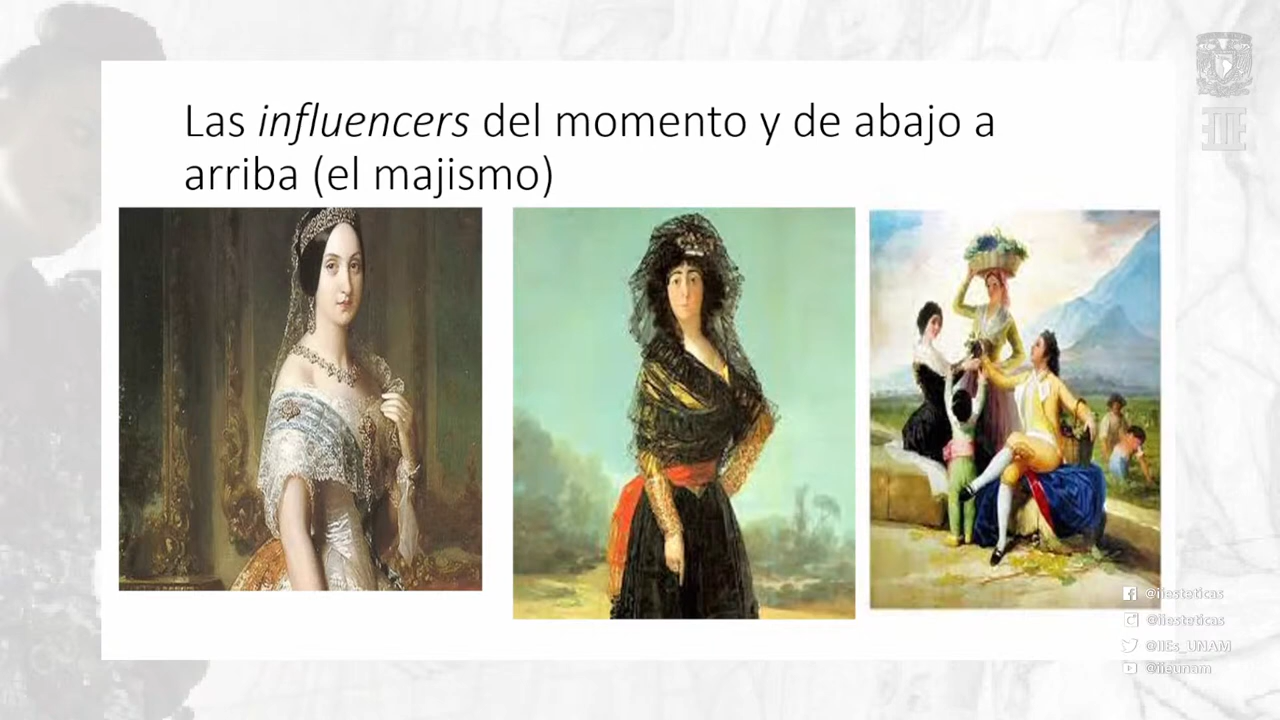 Las influencers del momento y de abajo a
arriba (el majismo)
@iiesteticas
@iiesteticas
@IIEs_UNAM
@iieunam